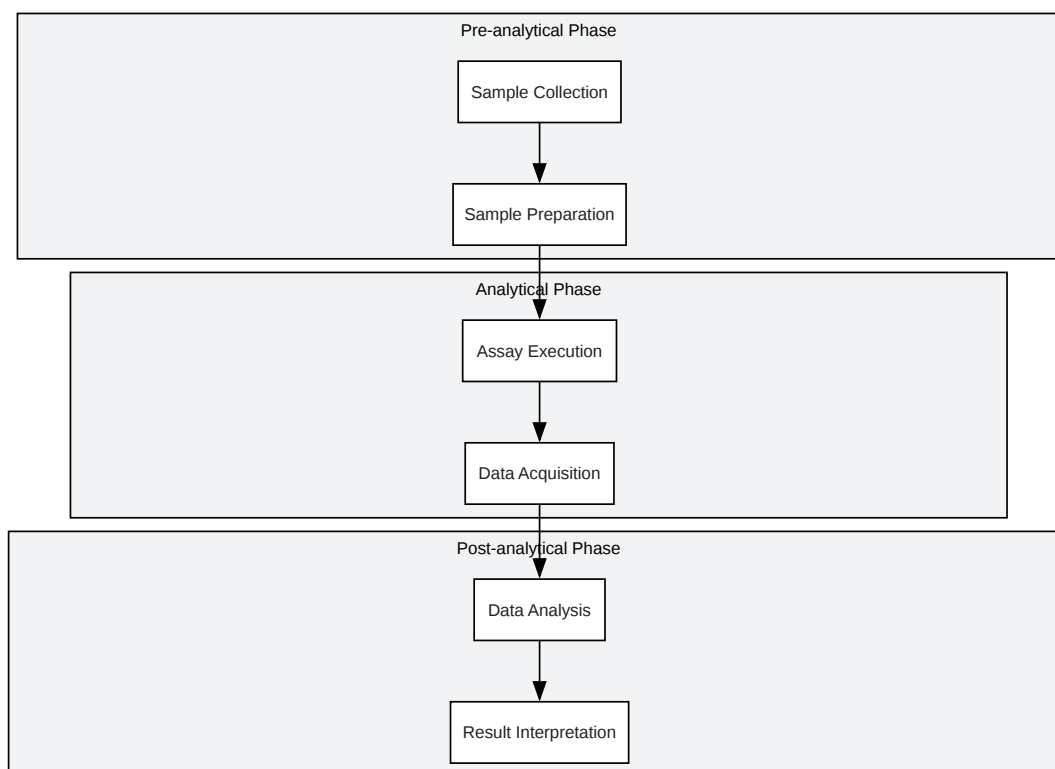 Pre-analytical Phase
Sample Collection
Sample Preparation
Analytical Phase
Assay Execution
Data Acquisition
Post-analytical Phase
Data Analysis
Result Interpretation